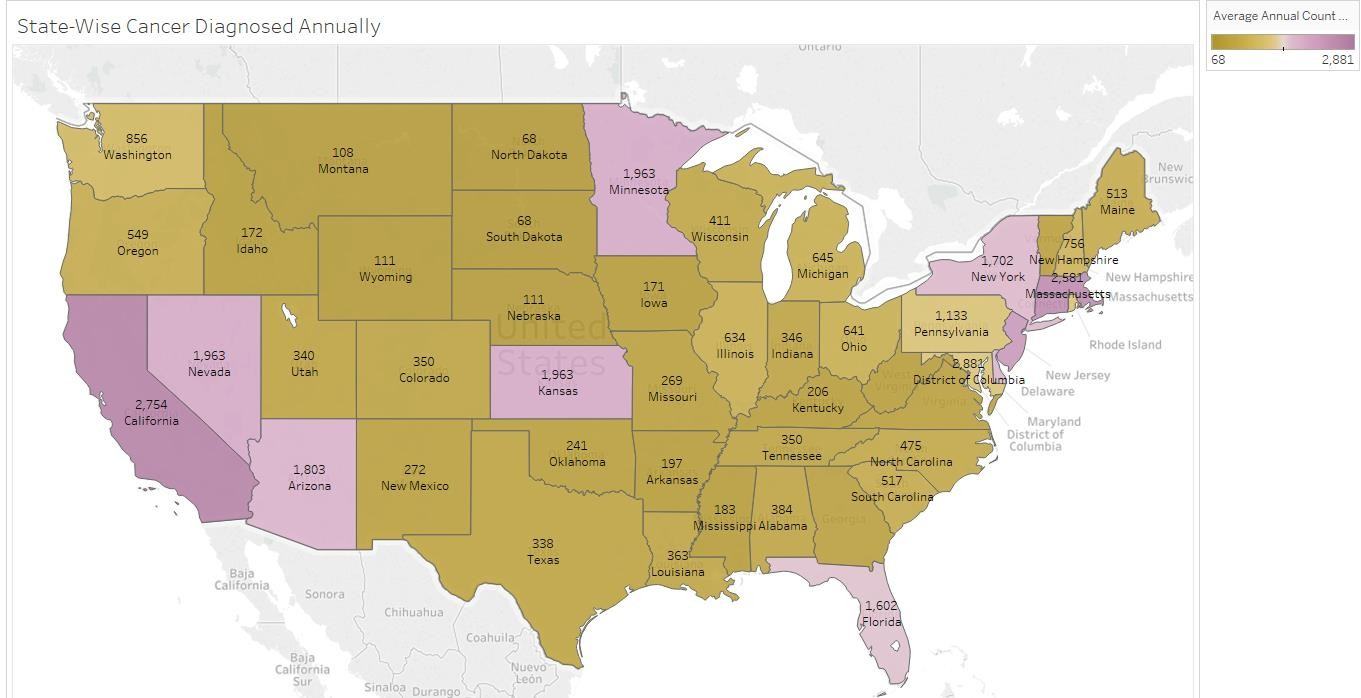 State-Wise Cancer Diagnosed Annually
Average Annual Count ...
68
2,881
Ontario
856
Washington
108
Montana
68
North Dakota
1,963
Minnesota
New
Brunswic
513
Maine
549
Oregon
172
Idaho
68
South Dakota
411
Wisconsin
645
Michigan
756
New Hampshire
1,702
New York
2,581
Massachusetts
New Hampshire
Massachusetts
111
Wyoming
111
Nebraska
171
Iowa
United
States
1,133
Pennsylvania
Rhode Island
1,963
Nevada
340
Utah
350
Colorado
1,963
Kansas
634
Illinois
346
Indiana
641
Ohio
2,881
District of Columbia
New Jersey
Delaware
Maryland
District of
Columbia
West
Virginia
Virginia
2,754
California
269
Missouri
206
Kentucky
1,803
Arizona
272
New Mexico
241
Oklahoma
197
Arkansas
350
Tennessee
475
North Carolina
517
South Carolina
183
Mississippi
384
Alabama
Georgia
338
Texas
363
Louisiana
1,602
Florida
Baja
California
Sonora
Chihuahua
Coahuila
Baja
California
Sur
Sinaloa
Durango
Nuevo
León